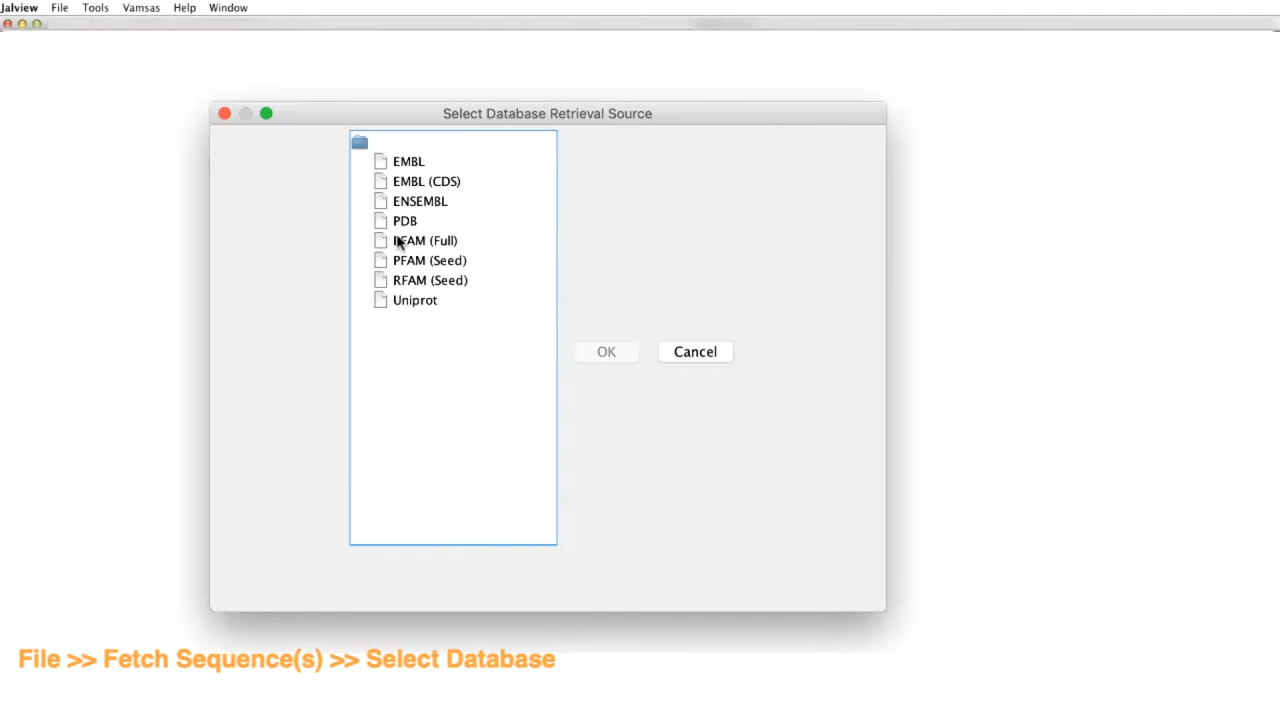 Jalview File Tools Vamsas Help Window
Select Database Retrieval Source
EMBL
EMBL (CDS)
ENSEMBL
PDB
PFAM (Full)
PFAM (Seed)
RFAM (Seed)
Uniprot
OK Cancel
File >> Fetch Sequence(s) >> Select Database